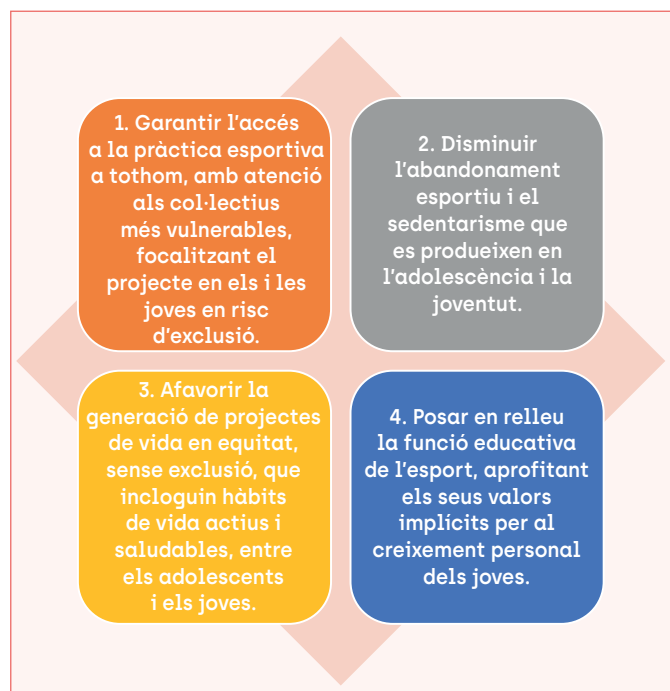 1. Garantir l'accés
a la pràctica esportiva
a tothom, amb atenció
als col·lectius
més vulnerables,
focalitzant el
projecte en els i les
joves en risc
d'exclusió.
2. Disminuir
l'abandonament
esportiu i el
sedentarisme que
es produeixen en
l'adolescència i la
joventut.
3. Afavorir la
generació de projectes
de vida en equitat,
sense exclusió, que
incloguin hàbits
de vida actius i
saludables, entre
els adolescents
i els joves.
4. Posar en relleu
la funció educativa
de l'esport, aprofitant
els seus valors
implícits per al
creixement personal
dels joves.